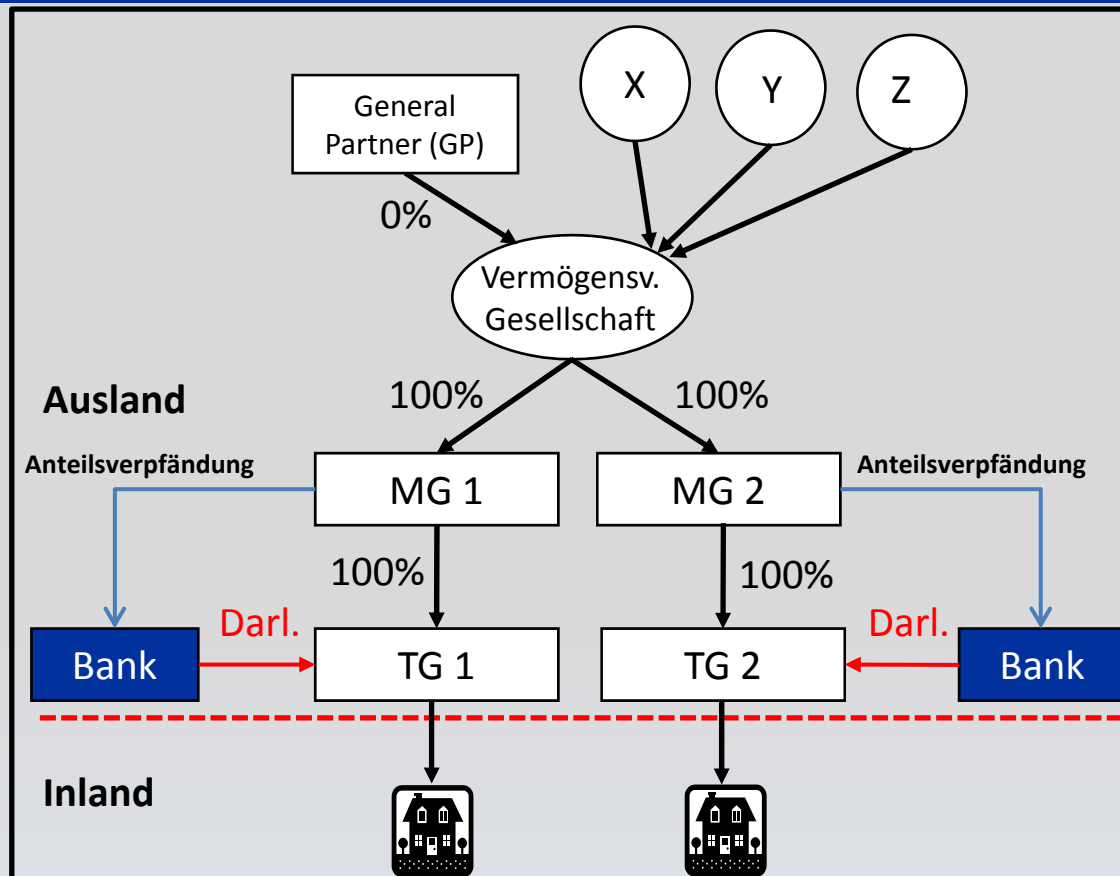 General
Partner (GP)
X
Y
Z
0%
Vermögensv.
Gesellschaft
Ausland
100%
100%
Anteilsverpfändung
Anteilsverpfändung
MG 1
MG 2
100%
100%
Darl.
Darl.
Bank
TG 1
TG 2
Bank
Inland